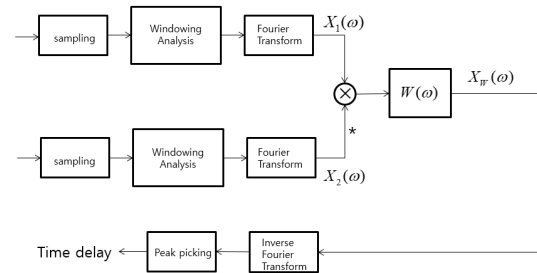 sampling
Windowing
Analysis
Fourier
Transform
X₁(ω)
W(ω)
X_W(ω)
*
sampling
Windowing
Analysis
Fourier
Transform
X₂(ω)
Time delay
Peak picking
Inverse
Fourier
Transform